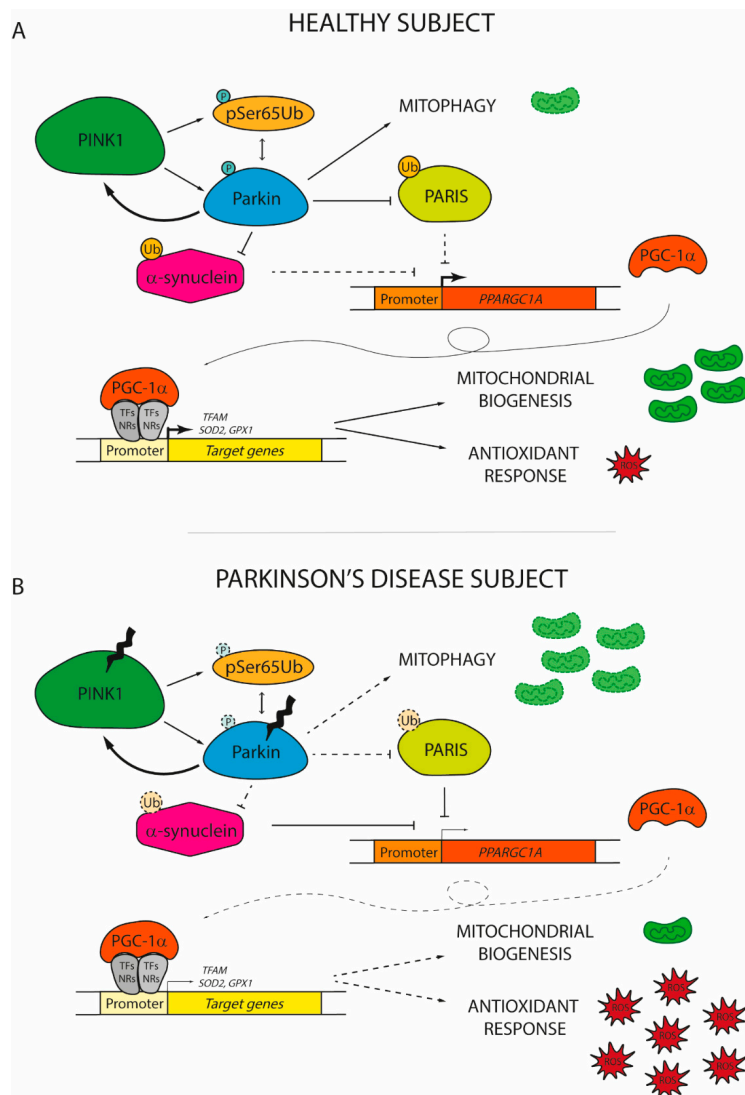 A
HEALTHY SUBJECT
P
pSer65Ub
MITOPHAGY
PINK1
P
Ub
Parkin
PARIS
Ub
PGC-1α
α-synuclein
Promoter
PPARGC1A
PGC-1α
MITOCHONDRIAL
BIOGENESIS
TFs
TFs
NRs
NRs
TFAM
SOD2, GPX1
Promoter
Target genes
ANTIOXIDANT
RESPONSE
ROS
B
PARKINSON'S DISEASE SUBJECT
P
pSer65Ub
MITOPHAGY
PINK1
P
Ub
Parkin
PARIS
Ub
α-synuclein
PGC-1α
Promoter
PPARGC1A
PGC-1α
MITOCHONDRIAL
BIOGENESIS
TFs
TFs
NRs
NRs
TFAM
SOD2, GPX1
Promoter
Target genes
ANTIOXIDANT
RESPONSE
ROS
ROS
ROS
ROS
ROS
ROS
ROS